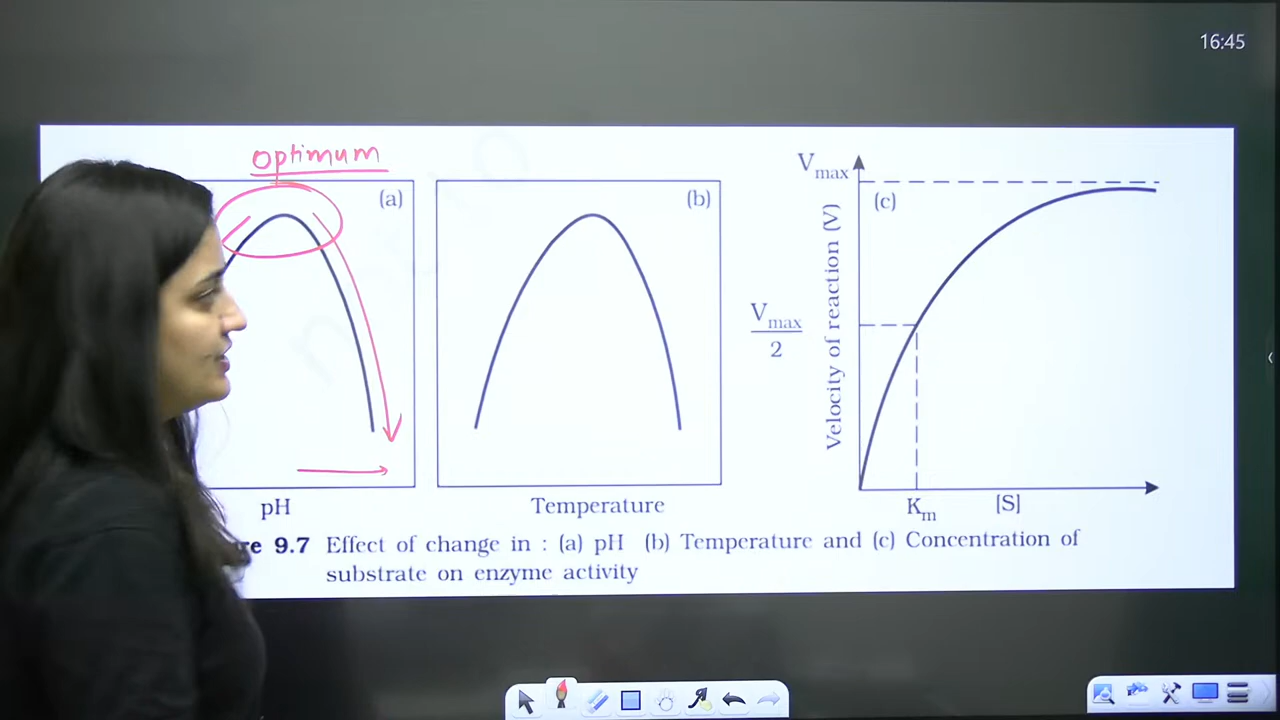 16:45
optimum
(a)
pH
(b)
Temperature
Vmax
(c)
Velocity of reaction (V)
Vmax
2
Km
[S]
re 9.7 Effect of change in : (a) pH (b) Temperature and (c) Concentration of
substrate on enzyme activity